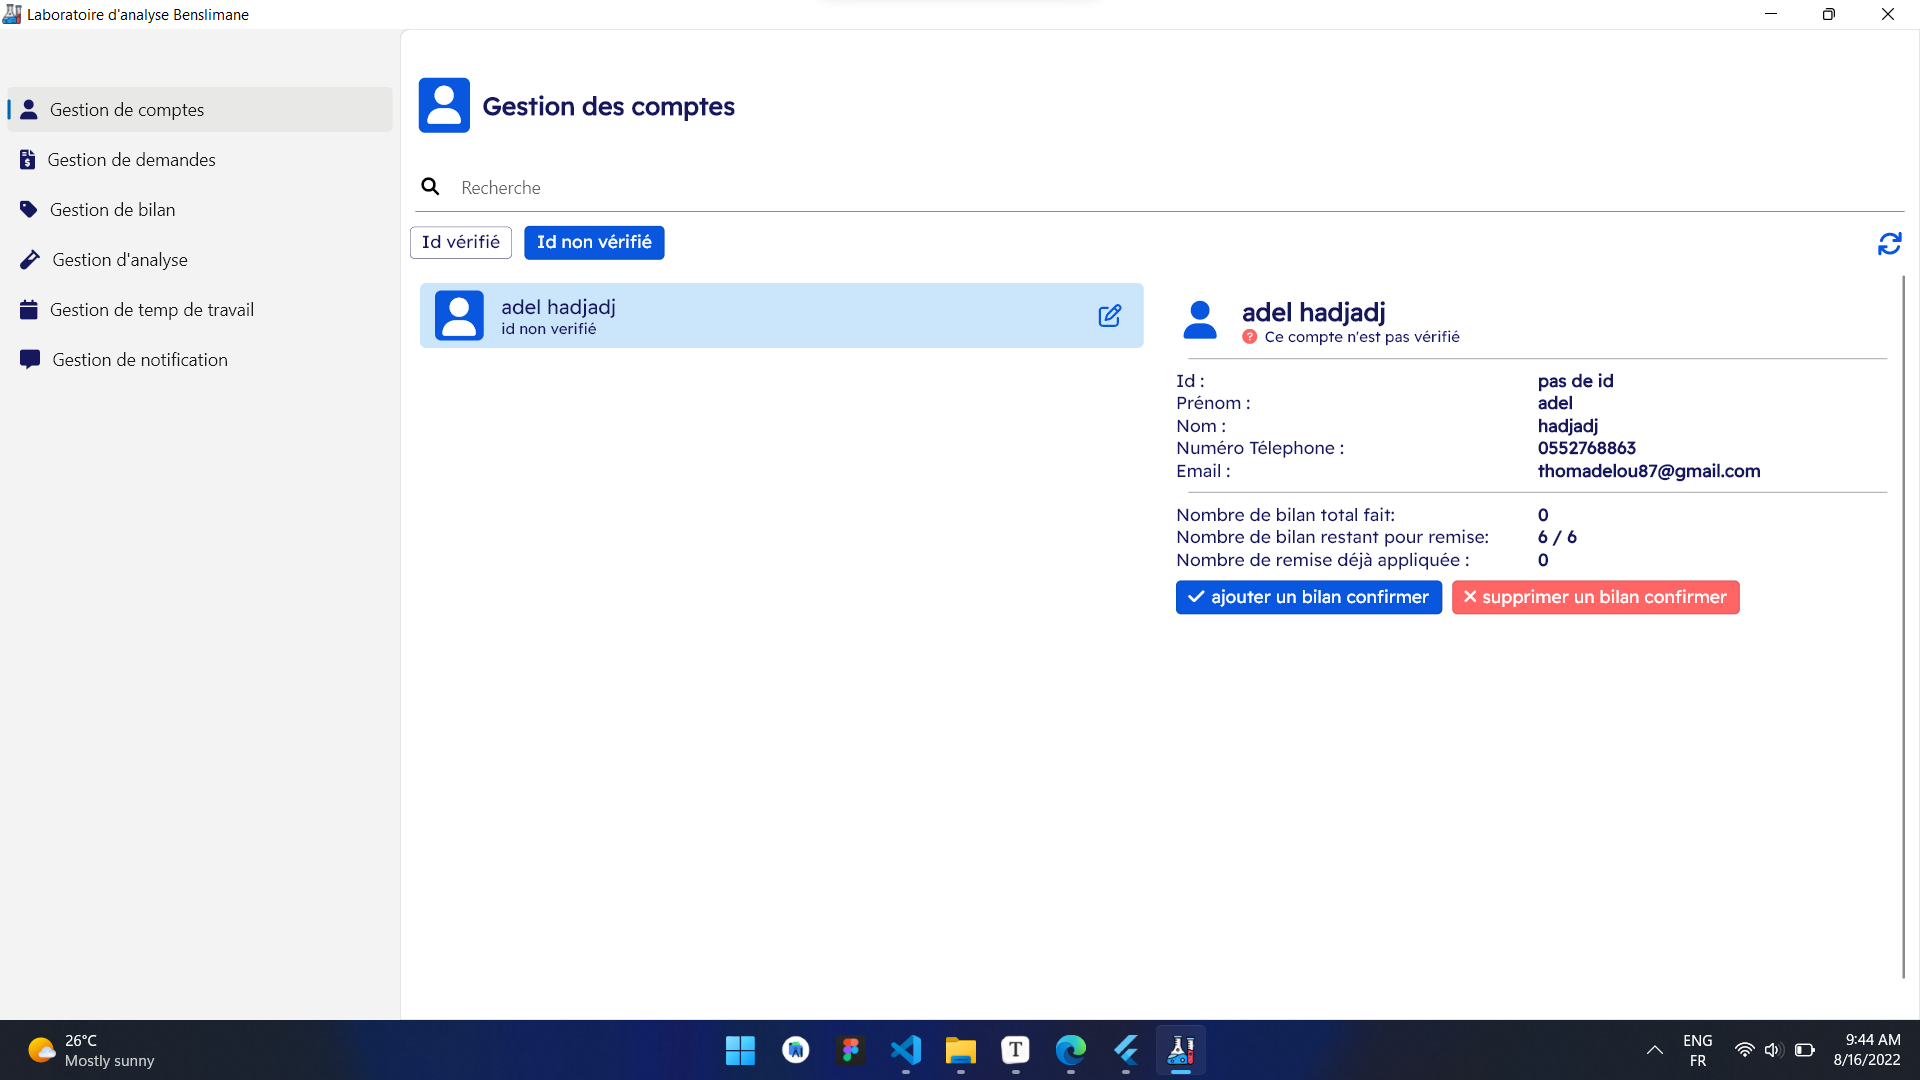 Laboratoire d'analyse Benslimane
Gestion de comptes
Gestion de demandes
Gestion de bilan
Gestion d'analyse
Gestion de temp de travail
Gestion de notification
Gestion des comptes
Recherche
Id vérifié
Id non vérifié
adel hadjadj
id non verifié
adel hadjadj
Ce compte n'est pas vérifié
Id : pas de id
Prénom : adel
Nom : hadjadj
Numéro Télephone : 0552768863
Email : thomadelou87@gmail.com
Nombre de bilan total fait: 0
Nombre de bilan restant pour remise: 6 / 6
Nombre de remise déjà appliquée : 0
ajouter un bilan confirmer
supprimer un bilan confirmer
26°C
Mostly sunny
T
ENG
FR
9:44 AM
8/16/2022